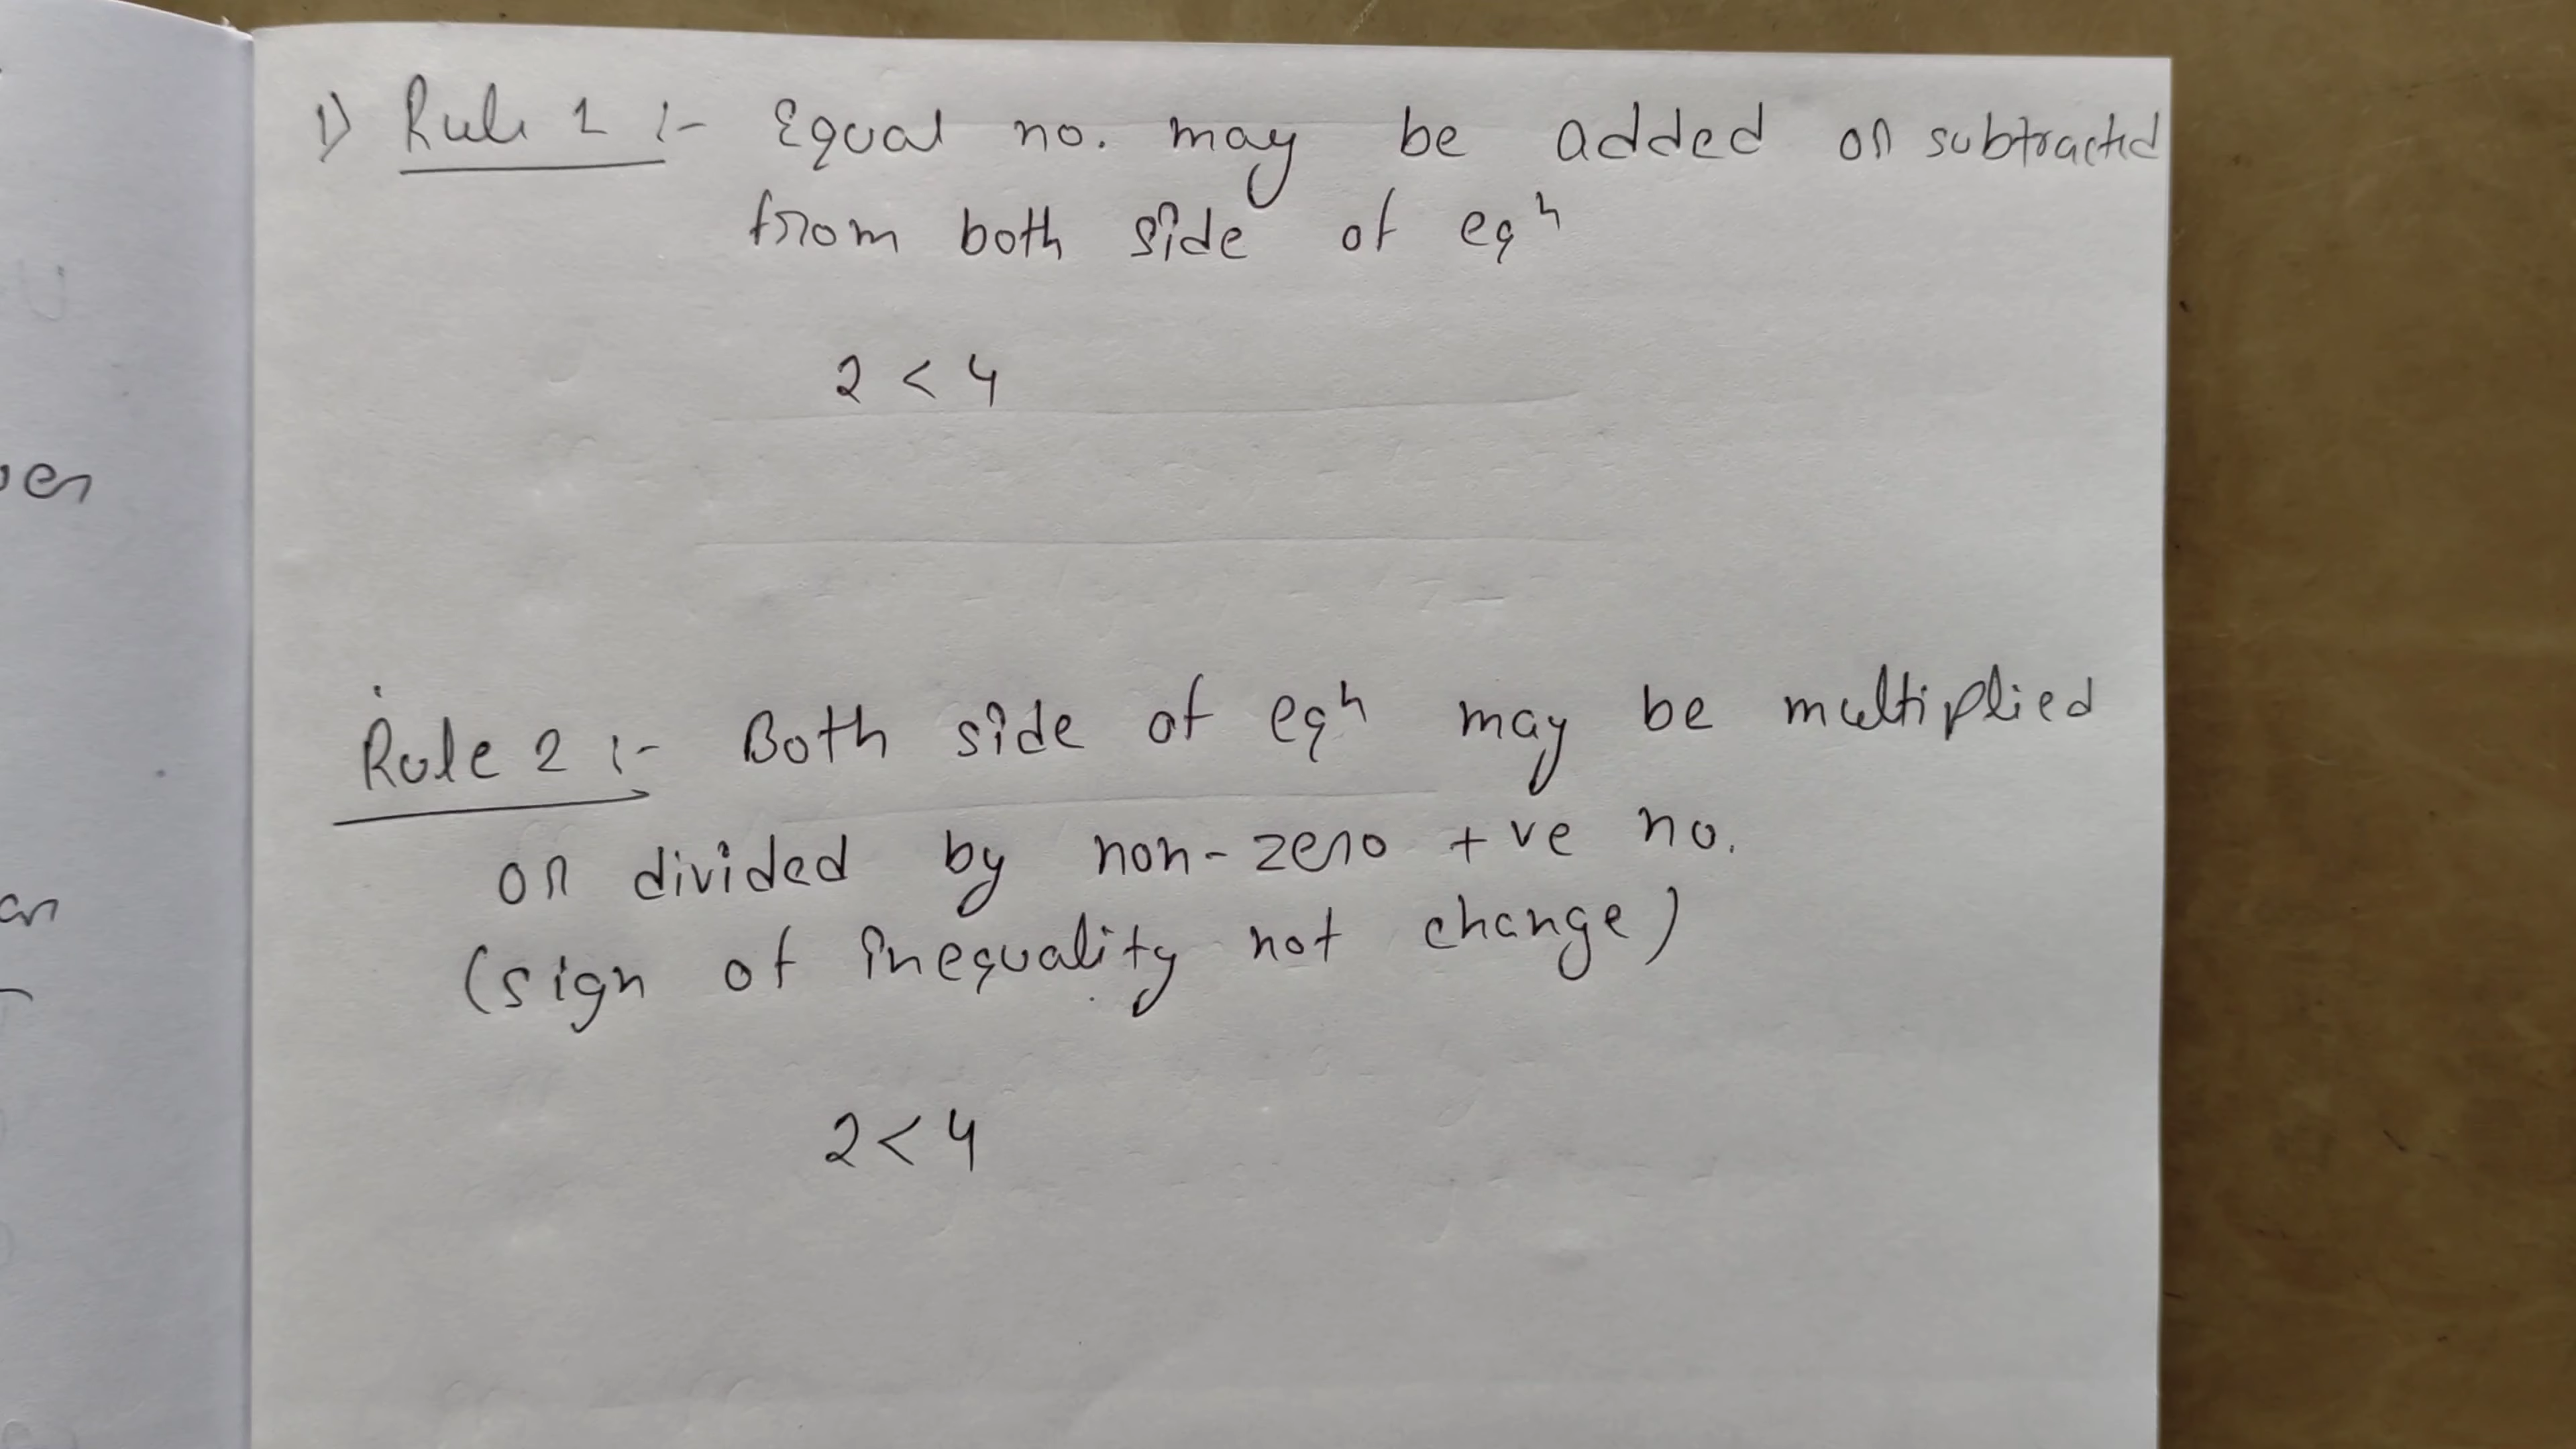 1) Rule 1 :- Equal no. may be added or subtracted
from both side of eqn
2 < 4
Rule 2 :- Both side of eqn may be multiplied
or divided by non-zero +ve no.
(sign of inequality not change)
2 < 4